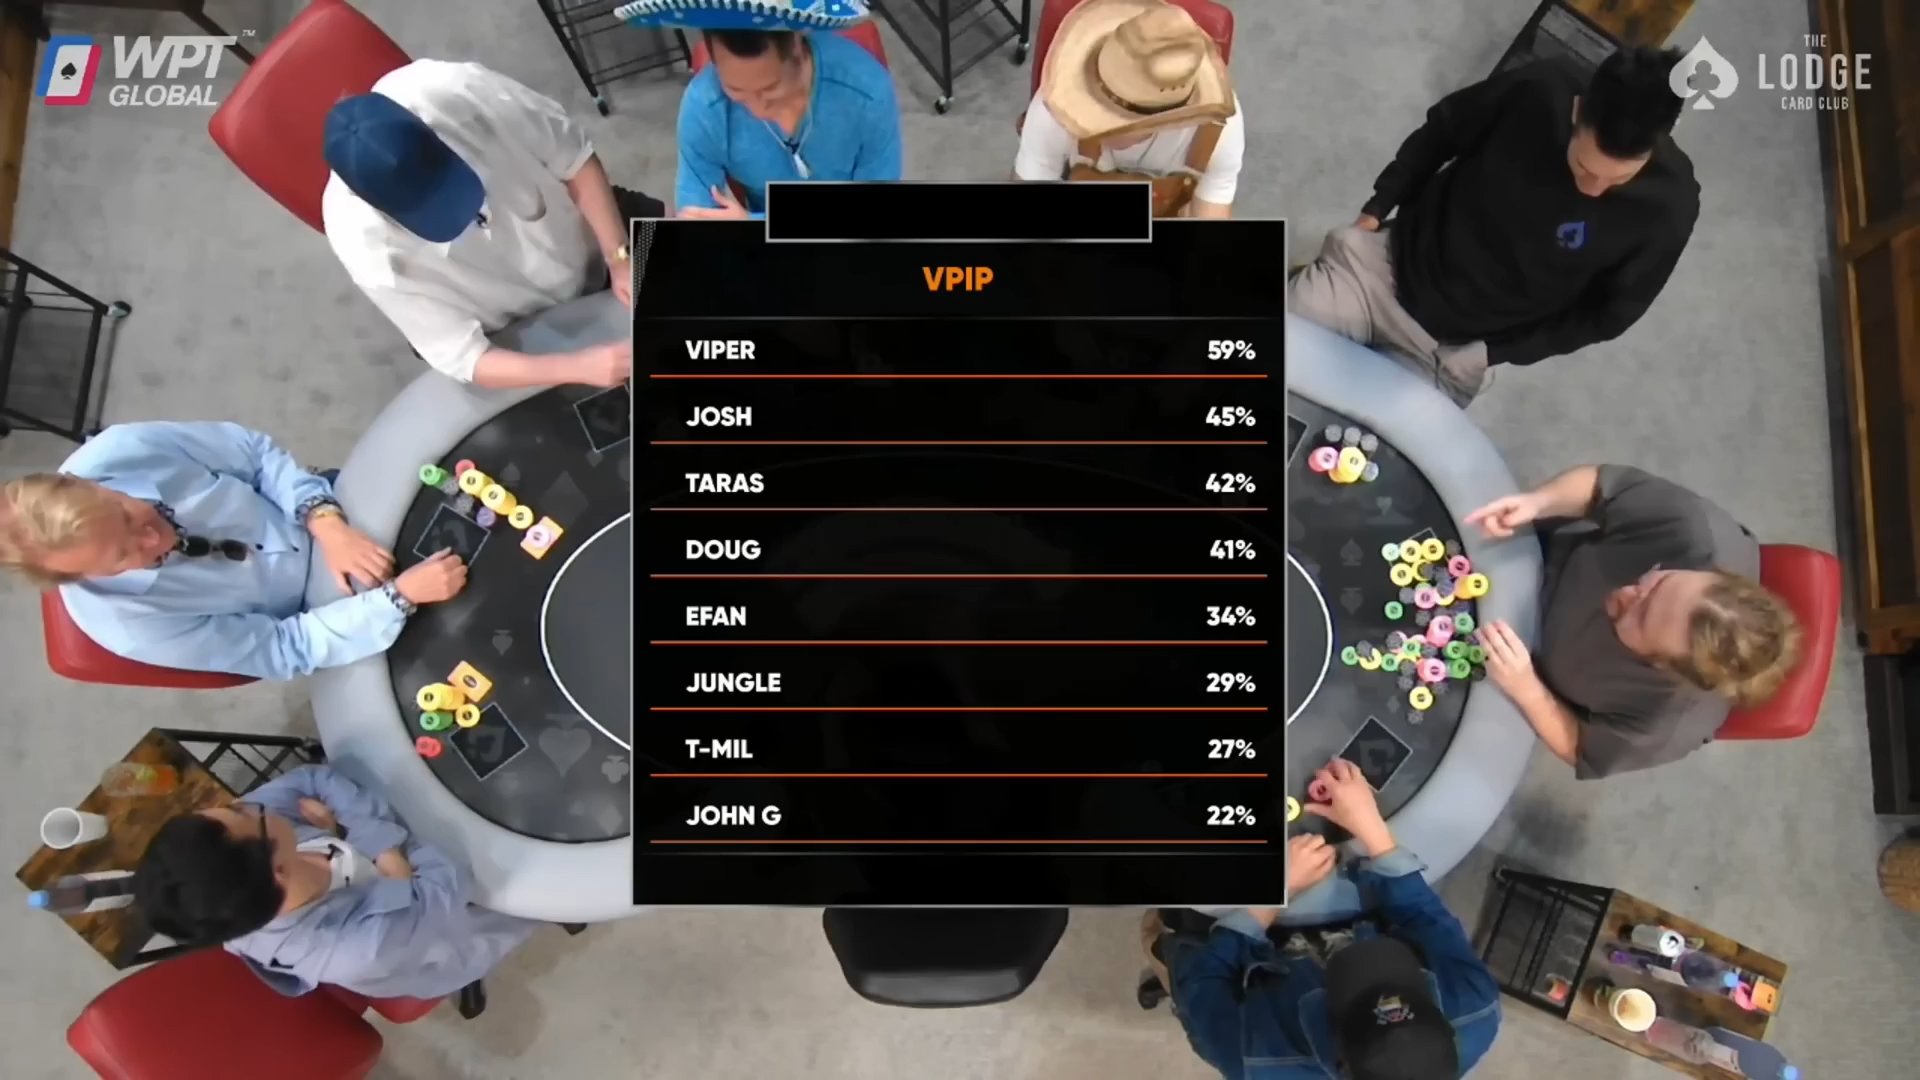 WPT™
GLOBAL
THE
LODGE
CARD CLUB
VPIP
VIPER 59%
JOSH 45%
TARAS 42%
DOUG 41%
EFAN 34%
JUNGLE 29%
T-MIL 27%
JOHN G 22%